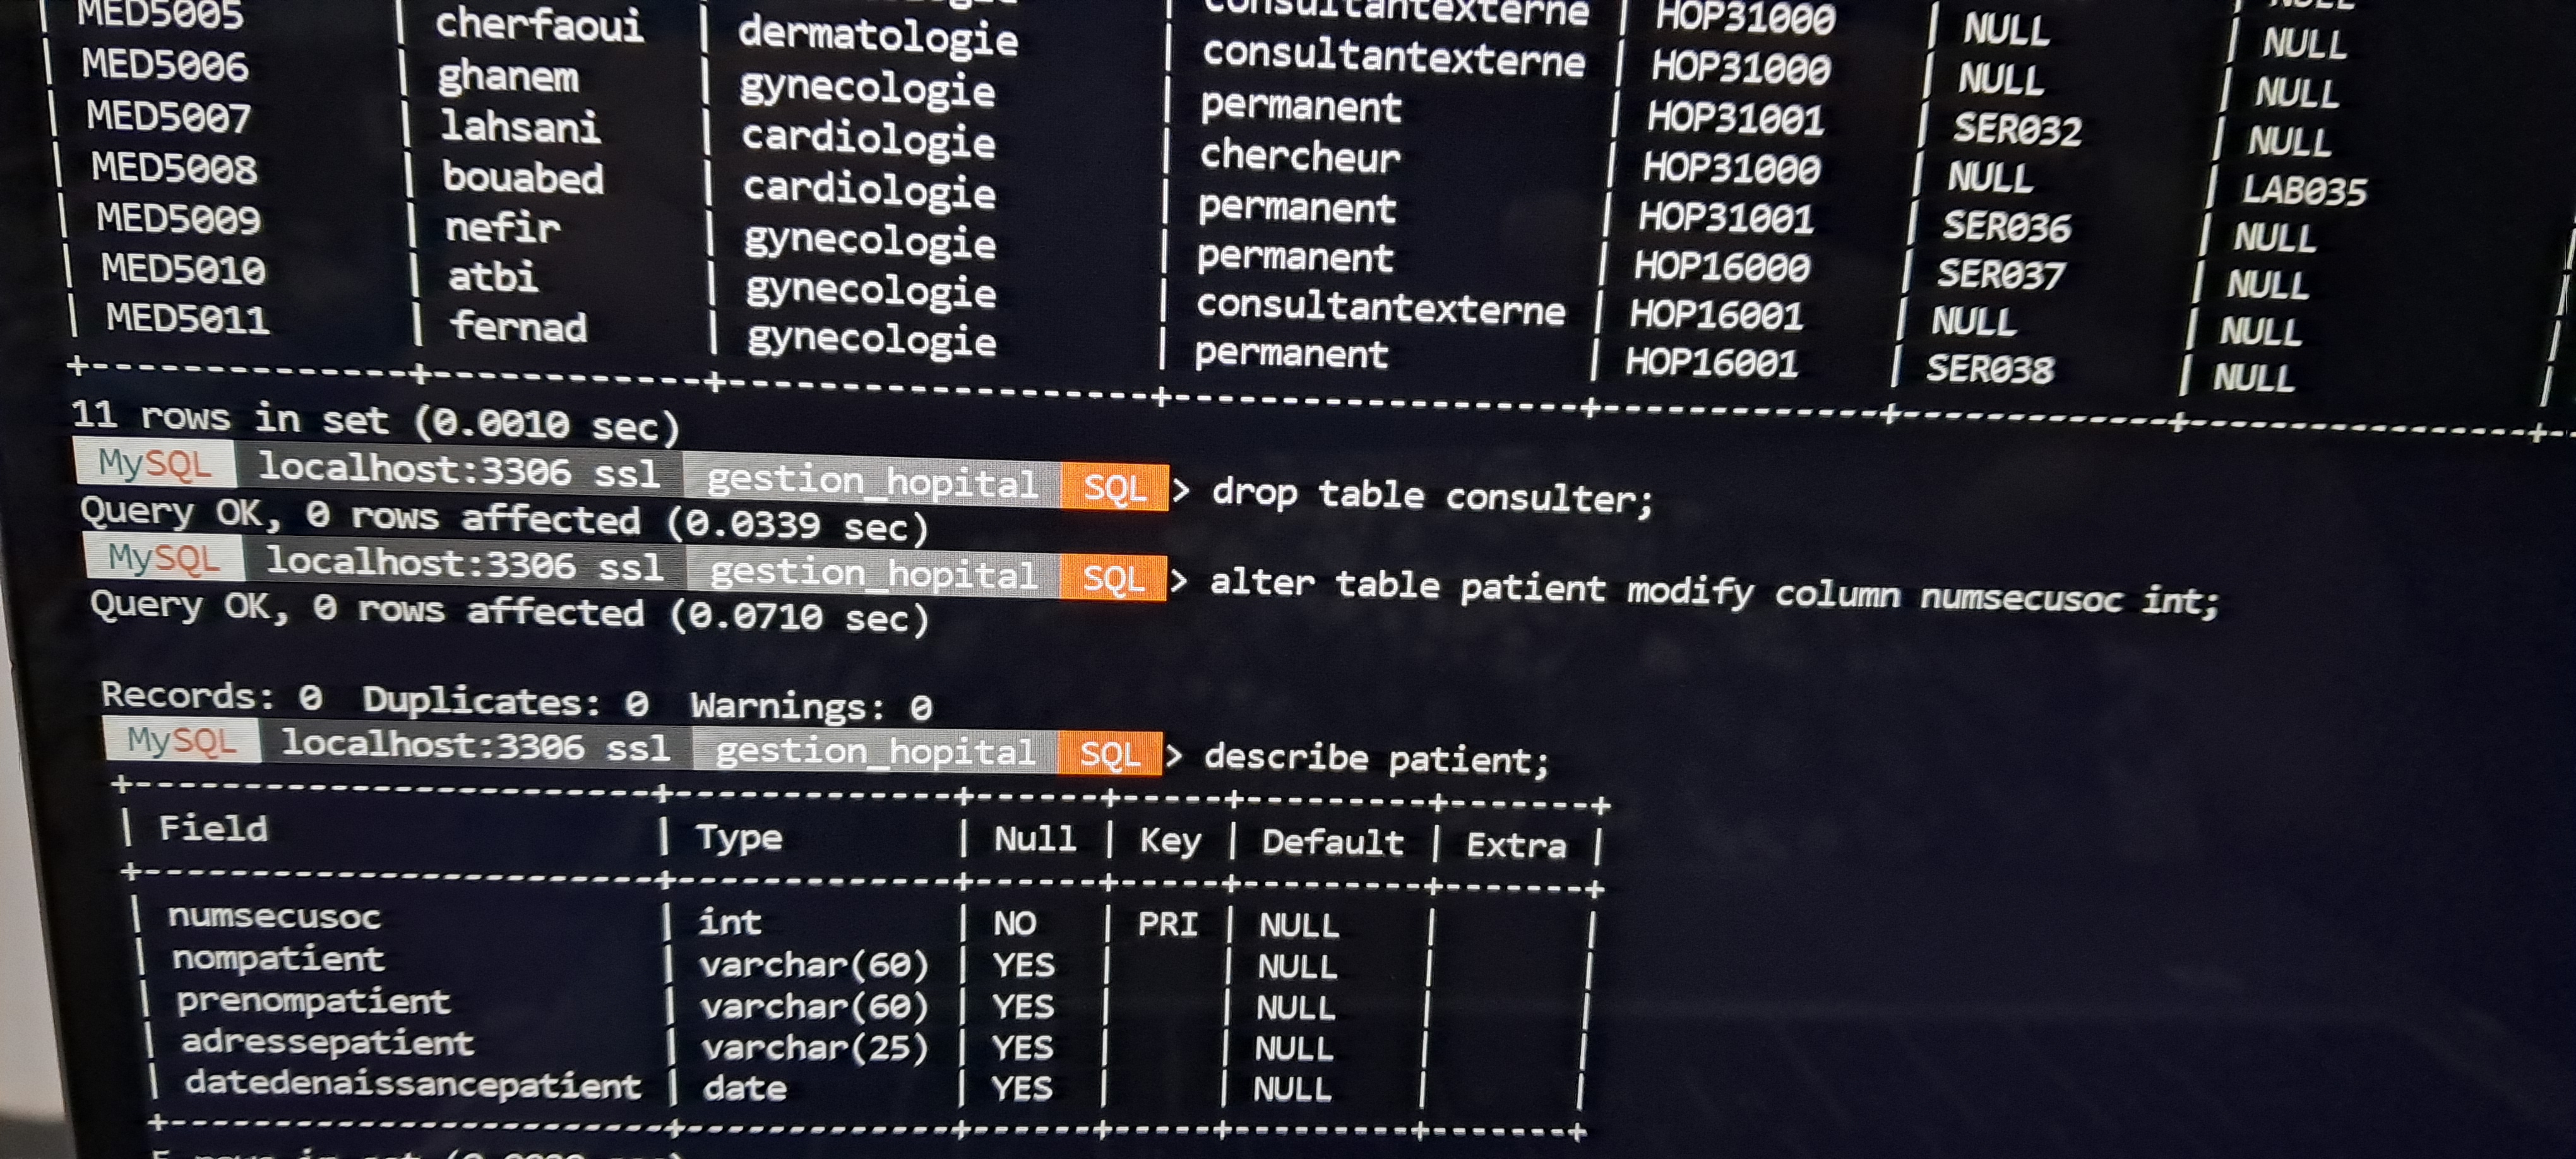 MED5005 | cherfaoui | dermatologie | consultantexterne | HOP31000 | NULL | NULL
| MED5006 | ghanem | gynecologie | consultantexterne | HOP31000 | NULL | NULL
| MED5007 | lahsani | cardiologie | permanent | HOP31001 | SER032 | NULL
| MED5008 | bouabed | cardiologie | chercheur | HOP31000 | NULL | LAB035
| MED5009 | nefir | gynecologie | permanent | HOP31001 | SER036 | NULL
| MED5010 | atbi | gynecologie | permanent | HOP16000 | SER037 | NULL
| MED5011 | fernad | gynecologie | consultantexterne | HOP16001 | NULL | NULL
| permanent | HOP16001 | SER038 | NULL |
11 rows in set (0.0010 sec)
MySQL localhost:3306 ssl gestion_hopital SQL > drop table consulter;
Query OK, 0 rows affected (0.0339 sec)
MySQL localhost:3306 ssl gestion_hopital SQL > alter table patient modify column numsecusoc int;
Query OK, 0 rows affected (0.0710 sec)
Records: 0 Duplicates: 0 Warnings: 0
MySQL localhost:3306 ssl gestion_hopital SQL > describe patient;
| Field | Type | Null | Key | Default | Extra |
| numsecusoc | int | NO | PRI | NULL | |
| nompatient | varchar(60) | YES | | NULL | |
| prenompatient | varchar(60) | YES | | NULL | |
| adressepatient | varchar(25) | YES | | NULL | |
| datedenaissancepatient | date | YES | | NULL | |